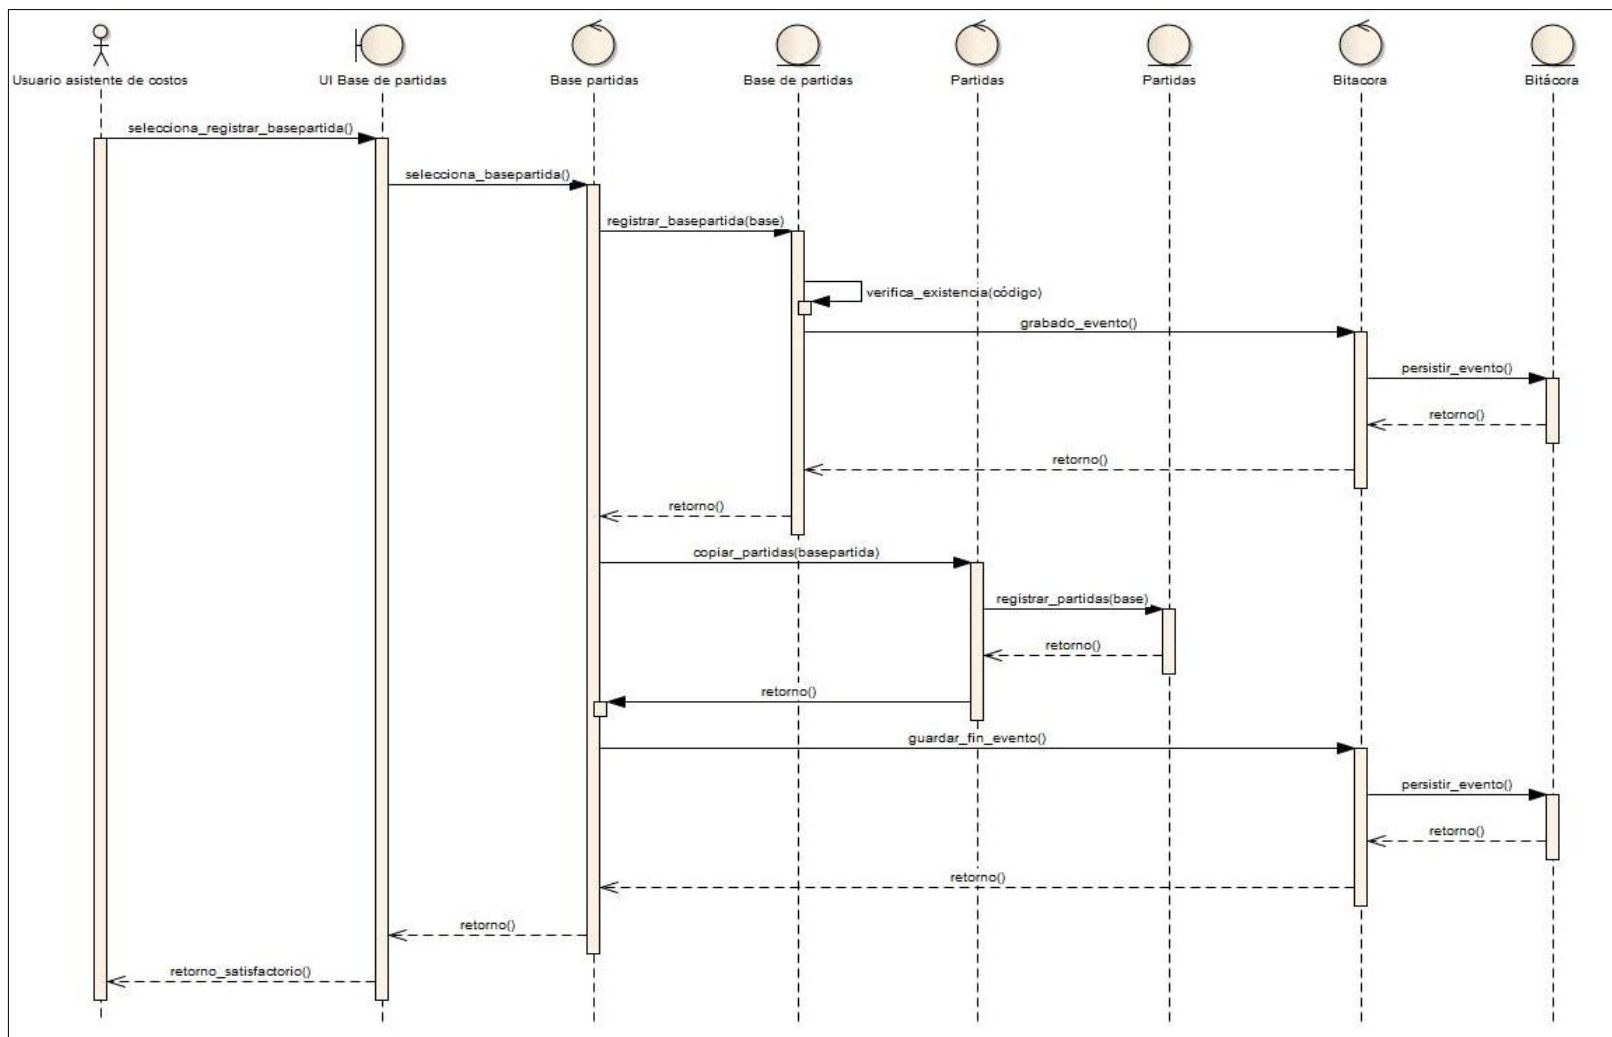 Usuario asistente de costos
UI Base de partidas
Base partidas
Base de partidas
Partidas
Partidas
Bitacora
Bitácora
selecciona_registrar_basepartida()
selecciona_basepartida()
registrar_basepartida(base)
verifica_existencia(código)
grabado_evento()
persistir_evento()
retorno()
retorno()
retorno()
copiar_partidas(basepartida)
registrar_partidas(base)
retorno()
retorno()
guardar_fin_evento()
persistir_evento()
retorno()
retorno()
retorno()
retorno_satisfactorio()